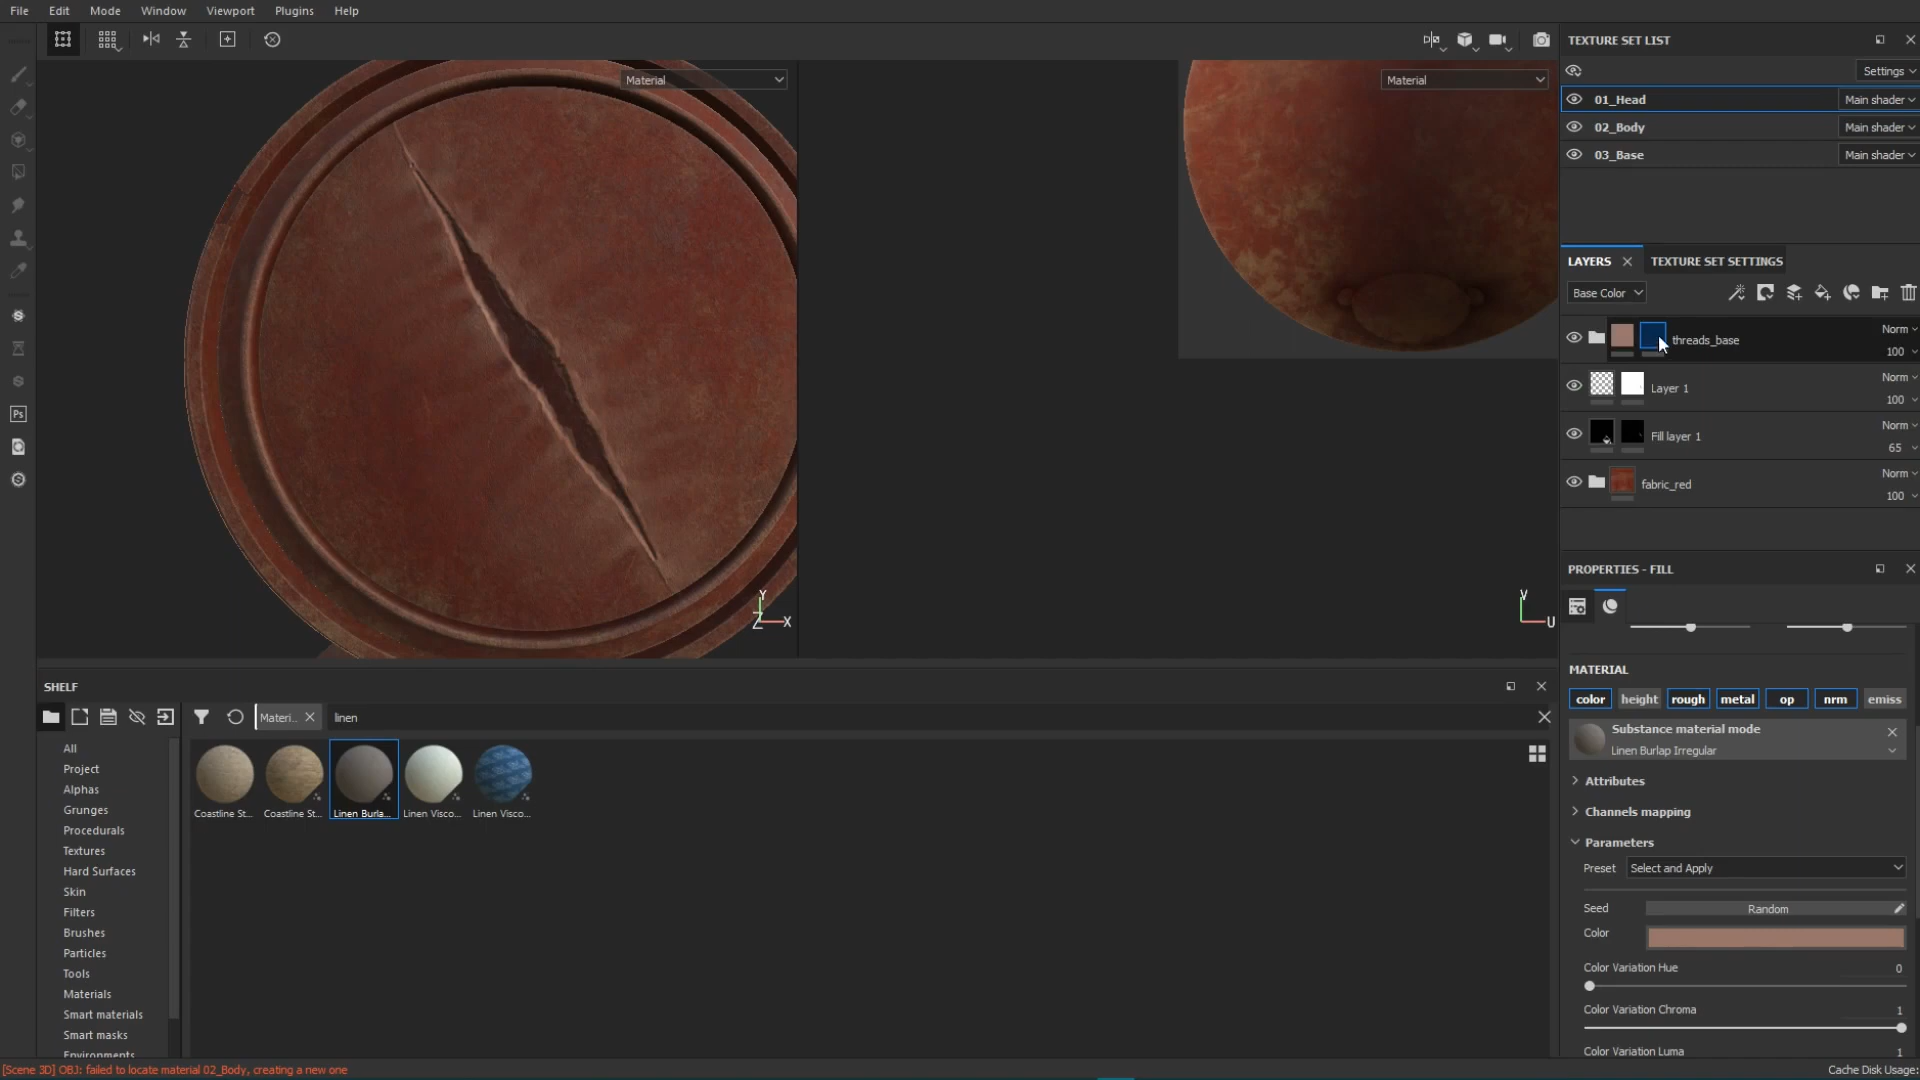 File Edit Mode Window Viewport Plugins Help
Material
Material
TEXTURE SET LIST
Settings
01_Head Main shader
02_Body Main shader
03_Base Main shader
LAYERS TEXTURE SET SETTINGS
Base Color
threads_base Norm
100
Layer 1 Norm
100
Fill layer 1 Norm
65
fabric_red Norm
100
Y
Z X
V
U
Ps
PROPERTIES - FILL
MATERIAL
color height rough metal op nrm emiss
Substance material mode
Linen Burlap Irregular
Attributes
Channels mapping
Parameters
Preset Select and Apply
Seed Random
Color
Color Variation Hue 0
Color Variation Chroma 1
Color Variation Luma 1
SHELF
Materi... linen
All
Project
Alphas
Grunges
Procedurals
Textures
Hard Surfaces
Skin
Filters
Brushes
Particles
Tools
Materials
Smart materials
Smart masks
Environments
Coastline St... Coastline St... Linen Burla... Linen Visco... Linen Visco...
[Scene 3D] OBJ: failed to locate material 02_Body, creating a new one
Cache Disk Usage: